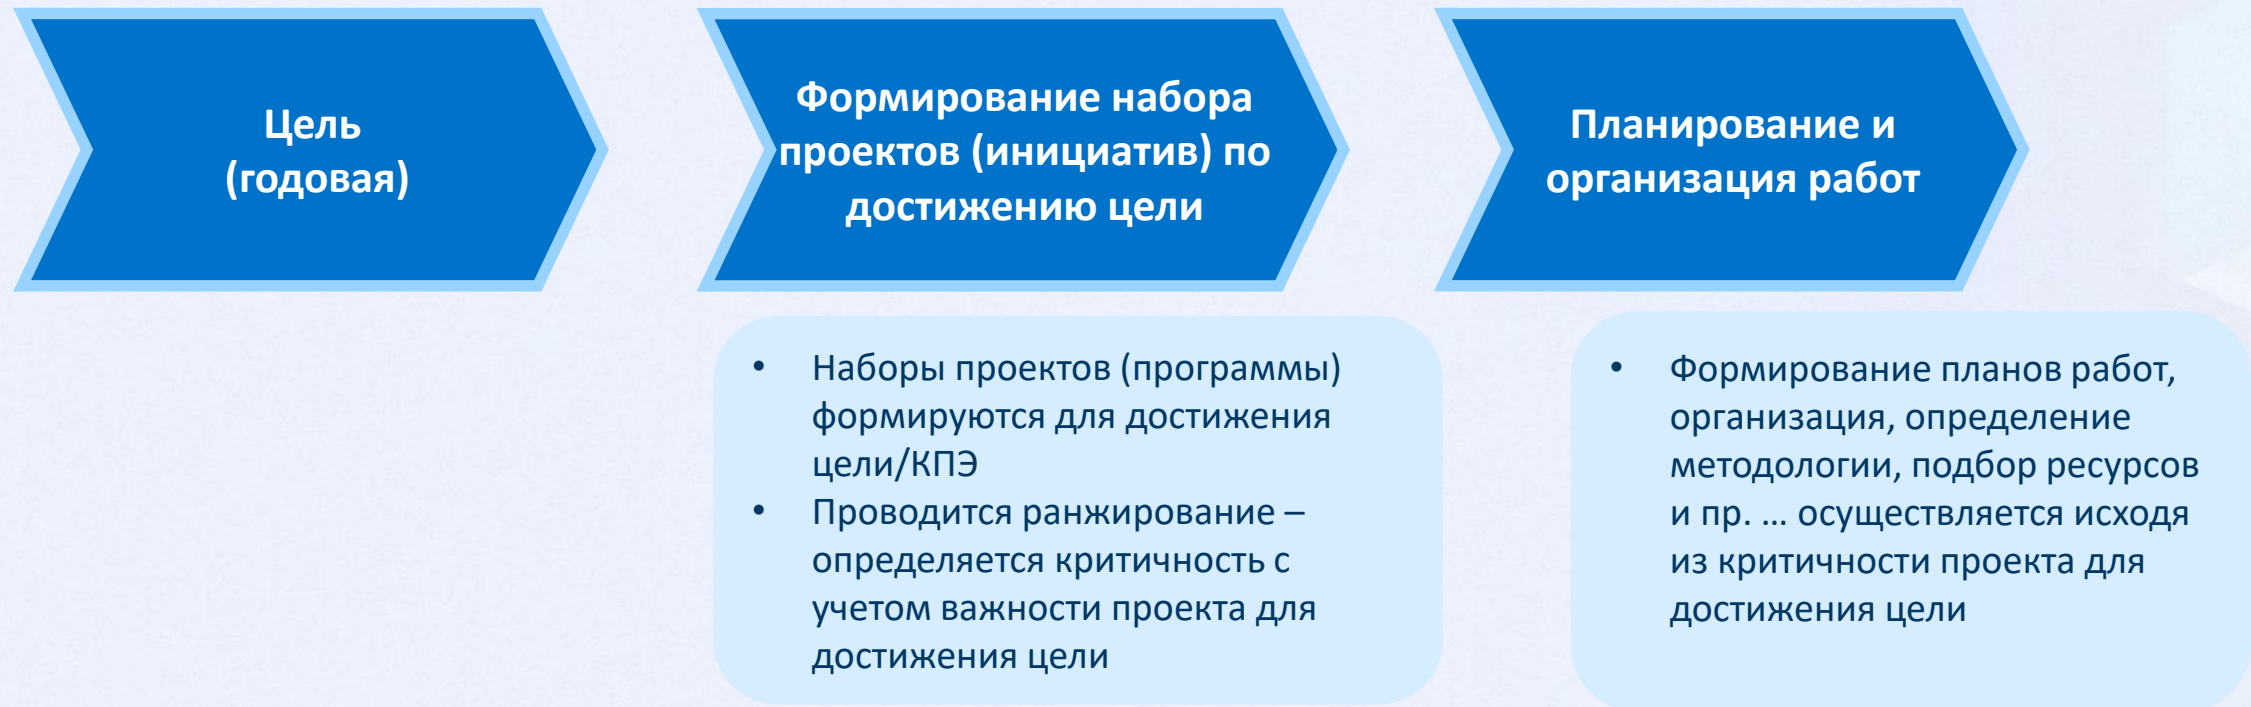 Цель
(годовая)
Формирование набора
проектов (инициатив) по
достижению цели
Планирование и
организация работ
• Наборы проектов (программы)
формируются для достижения
цели/КПЭ
• Проводится ранжирование –
определяется критичность с
учетом важности проекта для
достижения цели
• Формирование планов работ,
организация, определение
методологии, подбор ресурсов
и пр. … осуществляется исходя
из критичности проекта для
достижения цели